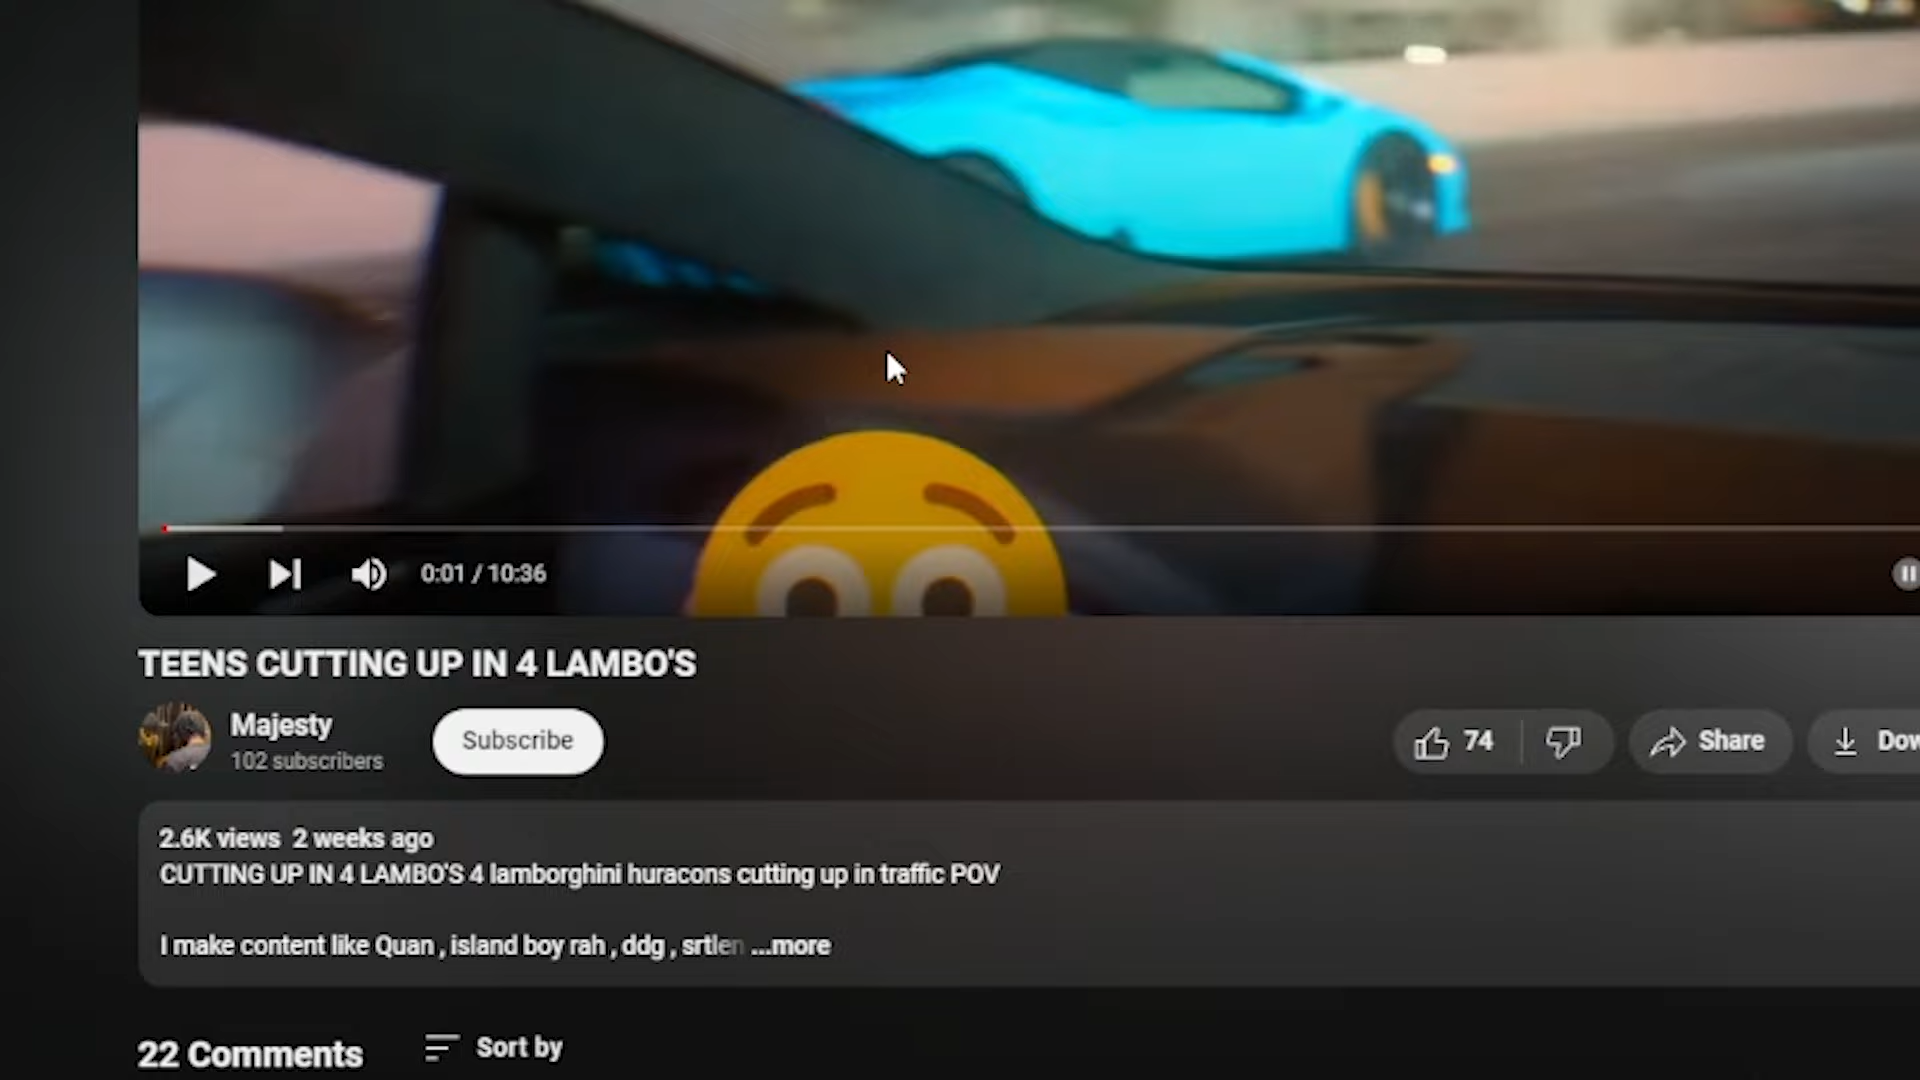 0:01 / 10:36
TEENS CUTTING UP IN 4 LAMBO'S
Majesty
102 subscribers
Subscribe
74
Share
2.6K views 2 weeks ago
CUTTING UP IN 4 LAMBO'S 4 lamborghini huracons cutting up in traffic POV
I make content like Quan , island boy rah , ddg , srtlen ...more
22 Comments
Sort by